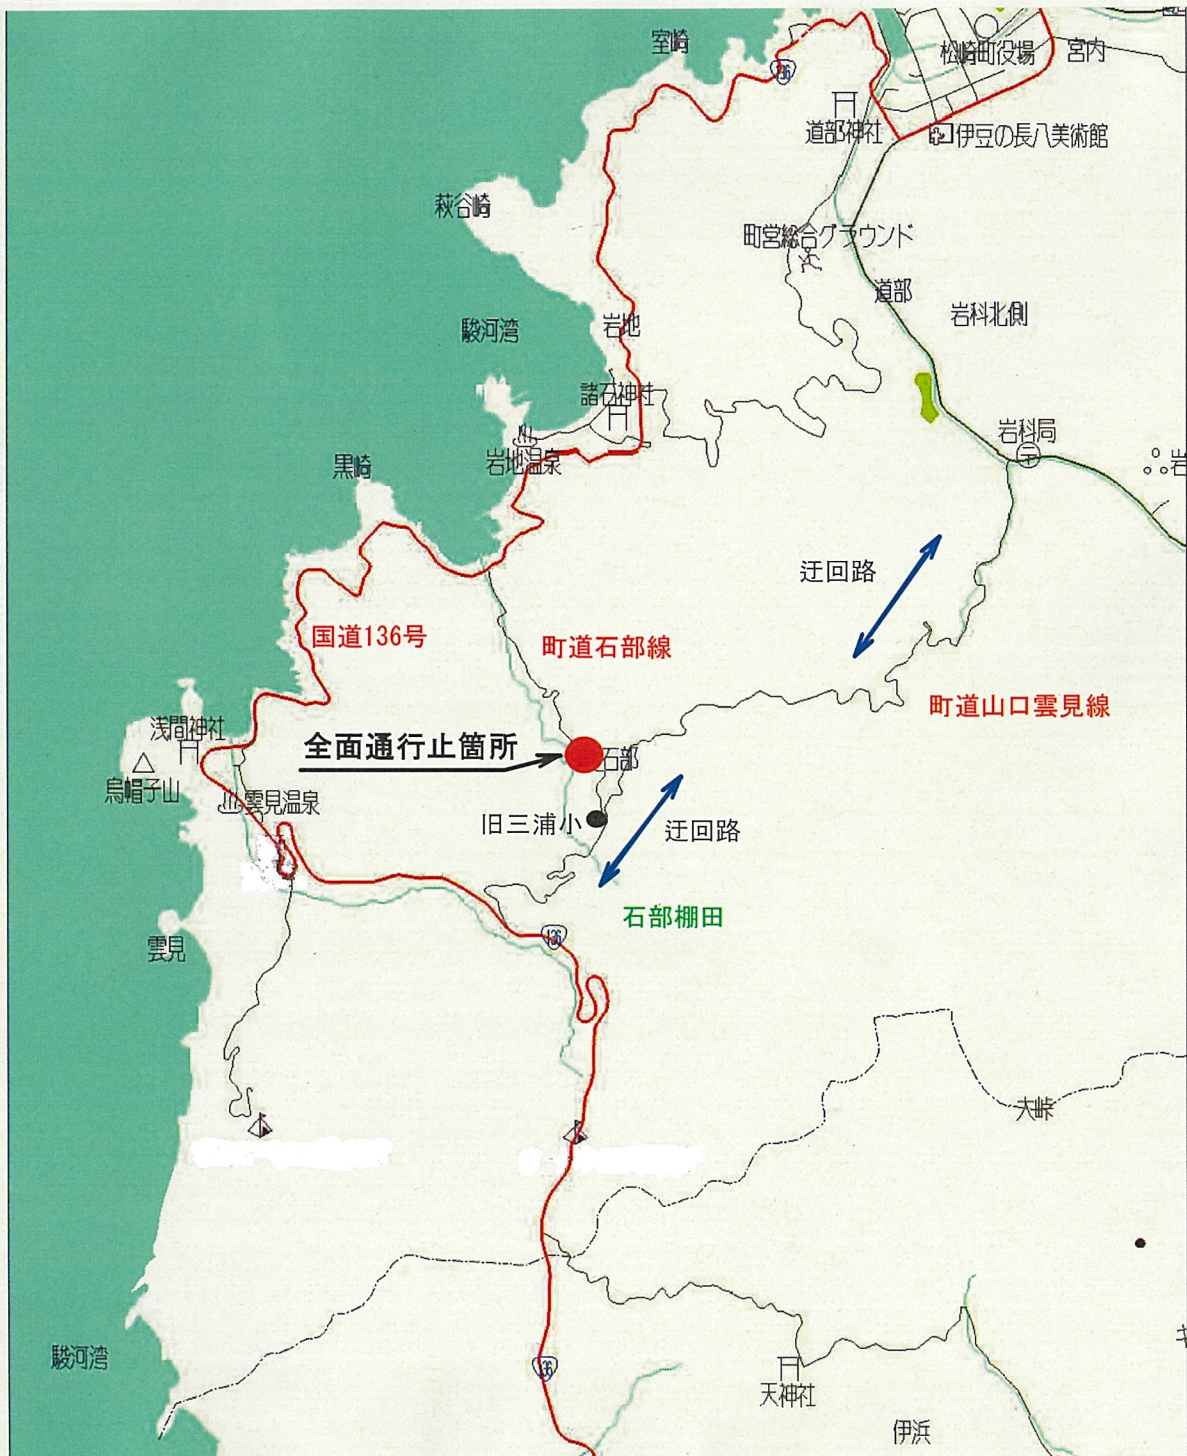 室崎
136
松崎町役場
宮内
道部神社
伊豆の長八美術館
萩谷崎
町営総合グラウンド
道部
岩科北側
駿河湾
岩地
諸石神社
岩科局
岩地温泉
黒崎
岩
迂回路
国道136号
町道石部線
町道山口雲見線
浅間神社
全面通行止箇所
石部
烏帽子山
雲見温泉
旧三浦小
迂回路
石部棚田
雲見
136
大峠
駿河湾
136
天神社
伊浜